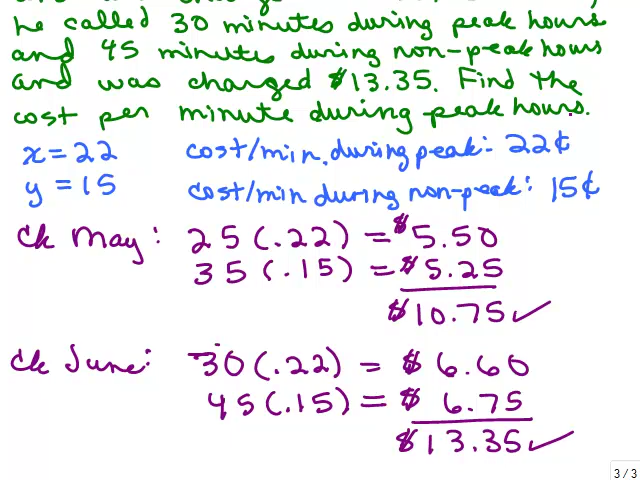 he called 30 minutes during peak hours
and 45 minutes during non-peak hours
and was charged $13.35. Find the
cost per minute during peak hours.
x = 22 cost/min. during peak: 22¢
y = 15 cost/min during non-peak: 15¢
Ck May: 25(.22) = $5.50
35(.15) = $5.25
$10.75 ✓
Ck June: 30(.22) = $6.60
45(.15) = $6.75
$13.35 ✓
3/3